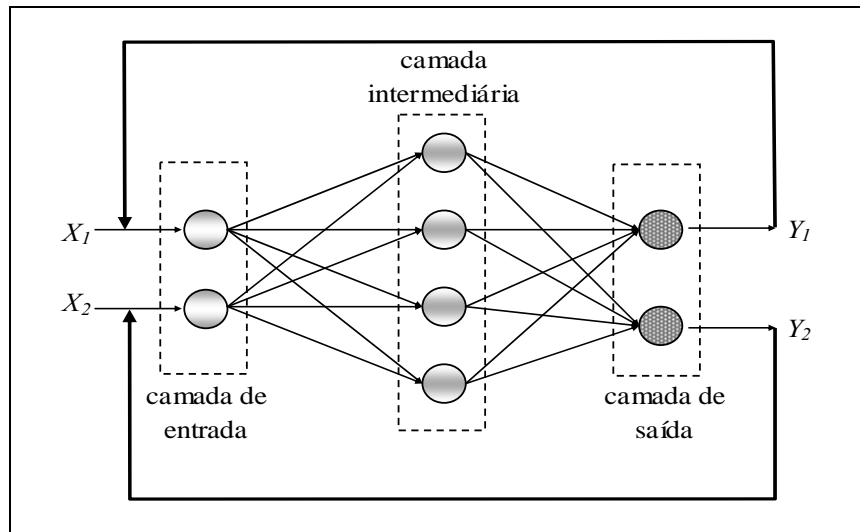 camada
intermediária
X1
Y1
X2
Y2
camada de
entrada
camada de
saída